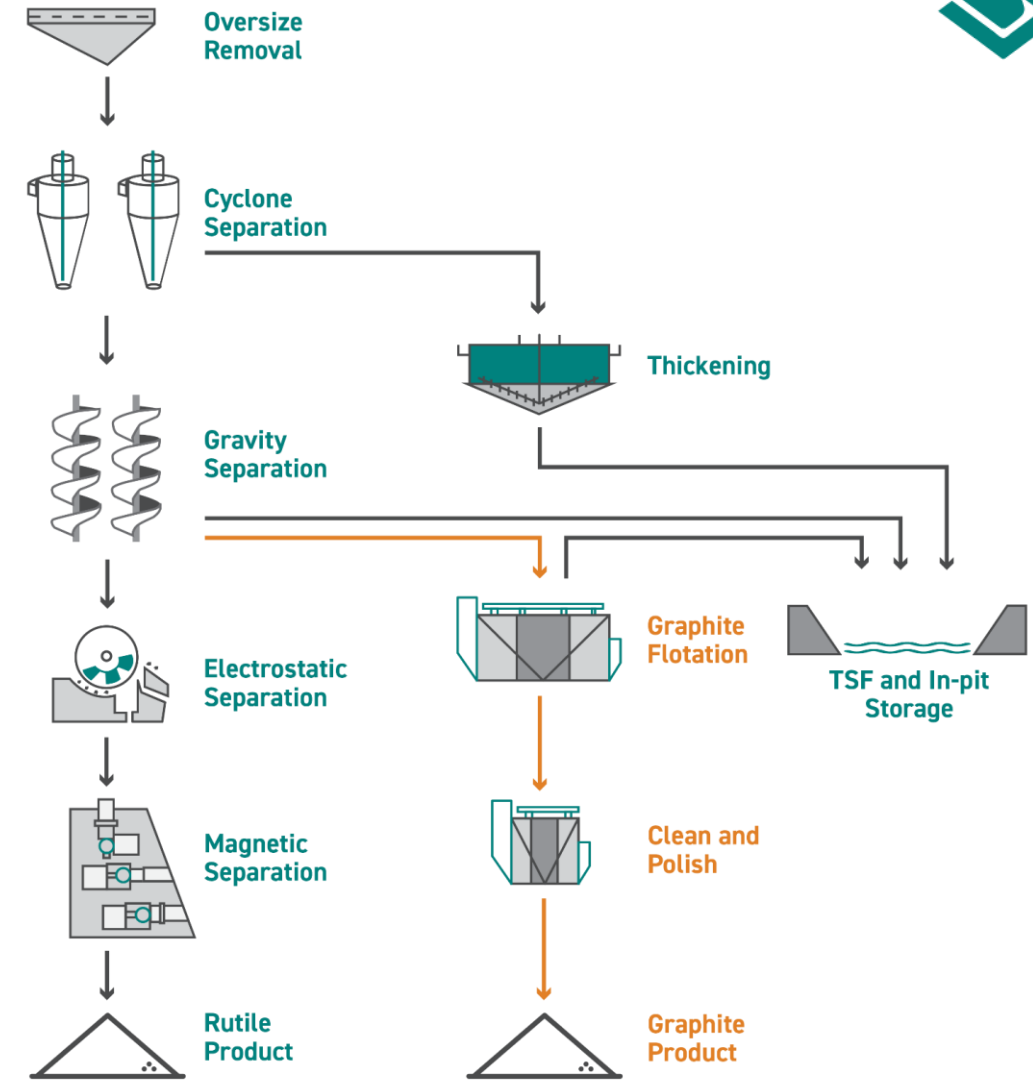 Oversize
Removal
Cyclone
Separation
Thickening
Gravity
Separation
Graphite
Flotation
Electrostatic
Separation
TSF and In-pit
Storage
Clean and
Polish
Magnetic
Separation
Rutile
Product
Graphite
Product